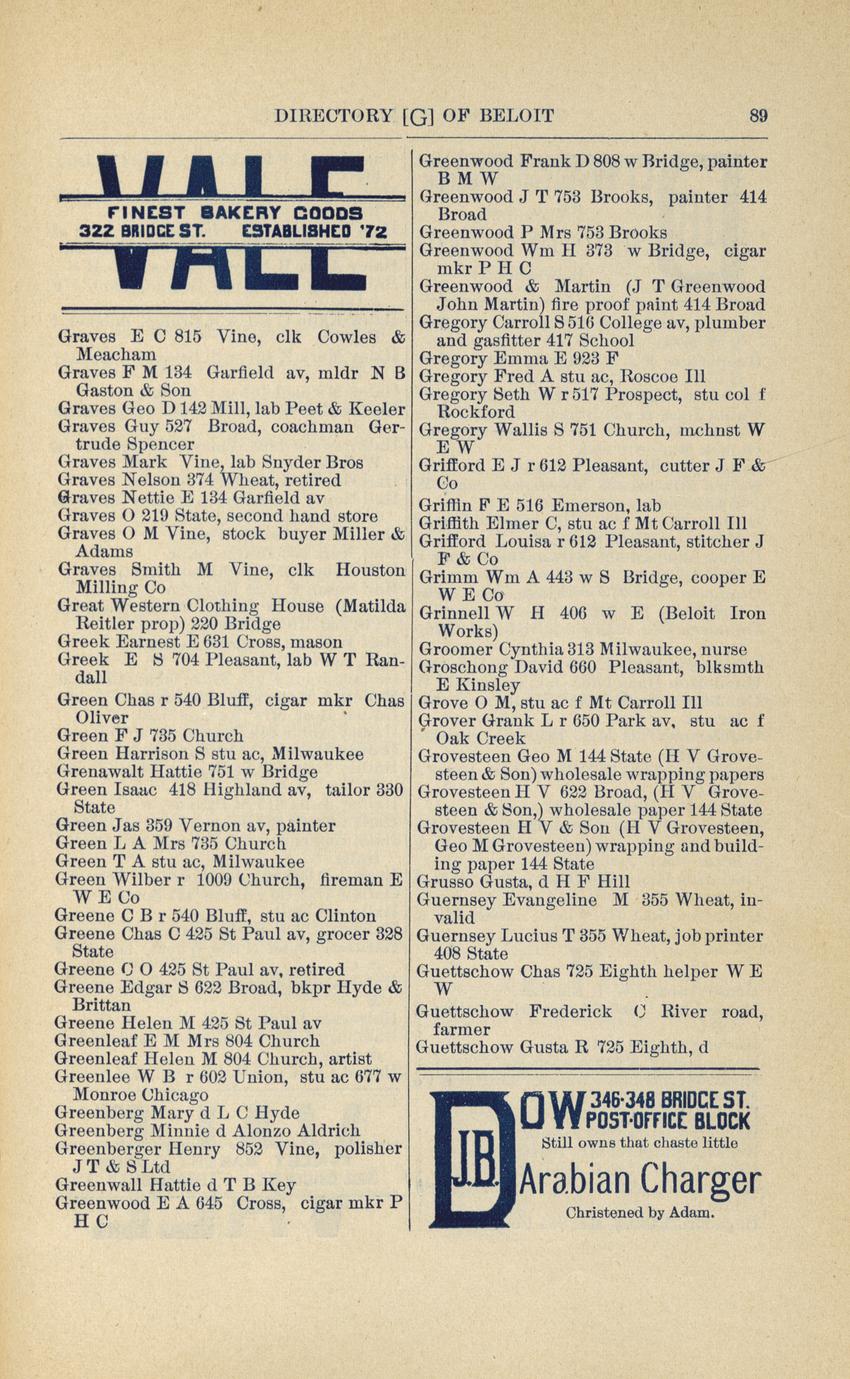 DIRECTORY [G] OF BELOIT 89
VALE
FINEST BAKERY GOODS
322 BRIDGE ST. ESTABLISHED '72
VALE
Graves E C 815 Vine, clk Cowles &
Meacham
Graves F M 134 Garfield av, mldr N B
Gaston & Son
Graves Geo D 142 Mill, lab Peet & Keeler
Graves Guy 527 Broad, coachman Ger-
trude Spencer
Graves Mark Vine, lab Snyder Bros
Graves Nelson 374 Wheat, retired
Graves Nettie E 134 Garfield av
Graves O 219 State, second hand store
Graves O M Vine, stock buyer Miller &
Adams
Graves Smith M Vine, clk Houston
Milling Co
Great Western Clothing House (Matilda
Reitler prop) 220 Bridge
Greek Earnest E 631 Cross, mason
Greek E S 704 Pleasant, lab W T Ran-
dall
Green Chas r 540 Bluff, cigar mkr Chas
Oliver
Green F J 735 Church
Green Harrison S stu ac, Milwaukee
Grenawalt Hattie 751 w Bridge
Green Isaac 418 Highland av, tailor 330
State
Green Jas 359 Vernon av, painter
Green L A Mrs 735 Church
Green T A stu ac, Milwaukee
Green Wilber r 1009 Church, fireman E
W E Co
Greene C B r 540 Bluff, stu ac Clinton
Greene Chas C 425 St Paul av, grocer 328
State
Greene C O 425 St Paul av, retired
Greene Edgar S 622 Broad, bkpr Hyde &
Brittan
Greene Helen M 425 St Paul av
Greenleaf E M Mrs 804 Church
Greenleaf Helen M 804 Church, artist
Greenlee W B r 602 Union, stu ac 677 w
Monroe Chicago
Greenberg Mary d L C Hyde
Greenberg Minnie d Alonzo Aldrich
Greenberger Henry 852 Vine, polisher
J T & S Ltd
Greenwall Hattie d T B Key
Greenwood E A 645 Cross, cigar mkr P
H C
Greenwood Frank D 808 w Bridge, painter
B M W
Greenwood J T 753 Brooks, painter 414
Broad
Greenwood P Mrs 753 Brooks
Greenwood Wm H 373 w Bridge, cigar
mkr P H C
Greenwood & Martin (J T Greenwood
John Martin) fire proof paint 414 Broad
Gregory Carroll S 516 College av, plumber
and gasfitter 417 School
Gregory Emma E 923 F
Gregory Fred A stu ac, Roscoe Ill
Gregory Seth W r 517 Prospect, stu col f
Rockford
Gregory Wallis S 751 Church, mchnst W
E W
Grifford E J r 612 Pleasant, cutter J F &
Co
Griffin F E 516 Emerson, lab
Griffith Elmer C, stu ac f Mt Carroll Ill
Grifford Louisa r 612 Pleasant, stitcher J
F & Co
Grimm Wm A 443 w S Bridge, cooper E
W E Co
Grinnell W H 406 w E (Beloit Iron
Works)
Groomer Cynthia 313 Milwaukee, nurse
Groschong David 660 Pleasant, blksmth
E Kinsley
Grove O M, stu ac f Mt Carroll Ill
Grover Grank L r 650 Park av, stu ac f
Oak Creek
Grovesteen Geo M 144 State (H V Grove-
steen & Son) wholesale wrapping papers
Grovesteen H V 622 Broad, (H V Grove-
steen & Son,) wholesale paper 144 State
Grovesteen H V & Son (H V Grovesteen,
Geo M Grovesteen) wrapping and build-
ing paper 144 State
Grusso Gusta, d H F Hill
Guernsey Evangeline M 355 Wheat, in-
valid
Guernsey Lucius T 355 Wheat, job printer
408 State
Guettschow Chas 725 Eighth helper W E
W
Guettschow Frederick C River road,
farmer
Guettschow Gusta R 725 Eighth, d
J.B. DOW 346-348 BRIDGE ST.
POST-OFFICE BLOCK
Still owns that chaste little
Arabian Charger
Christened by Adam.